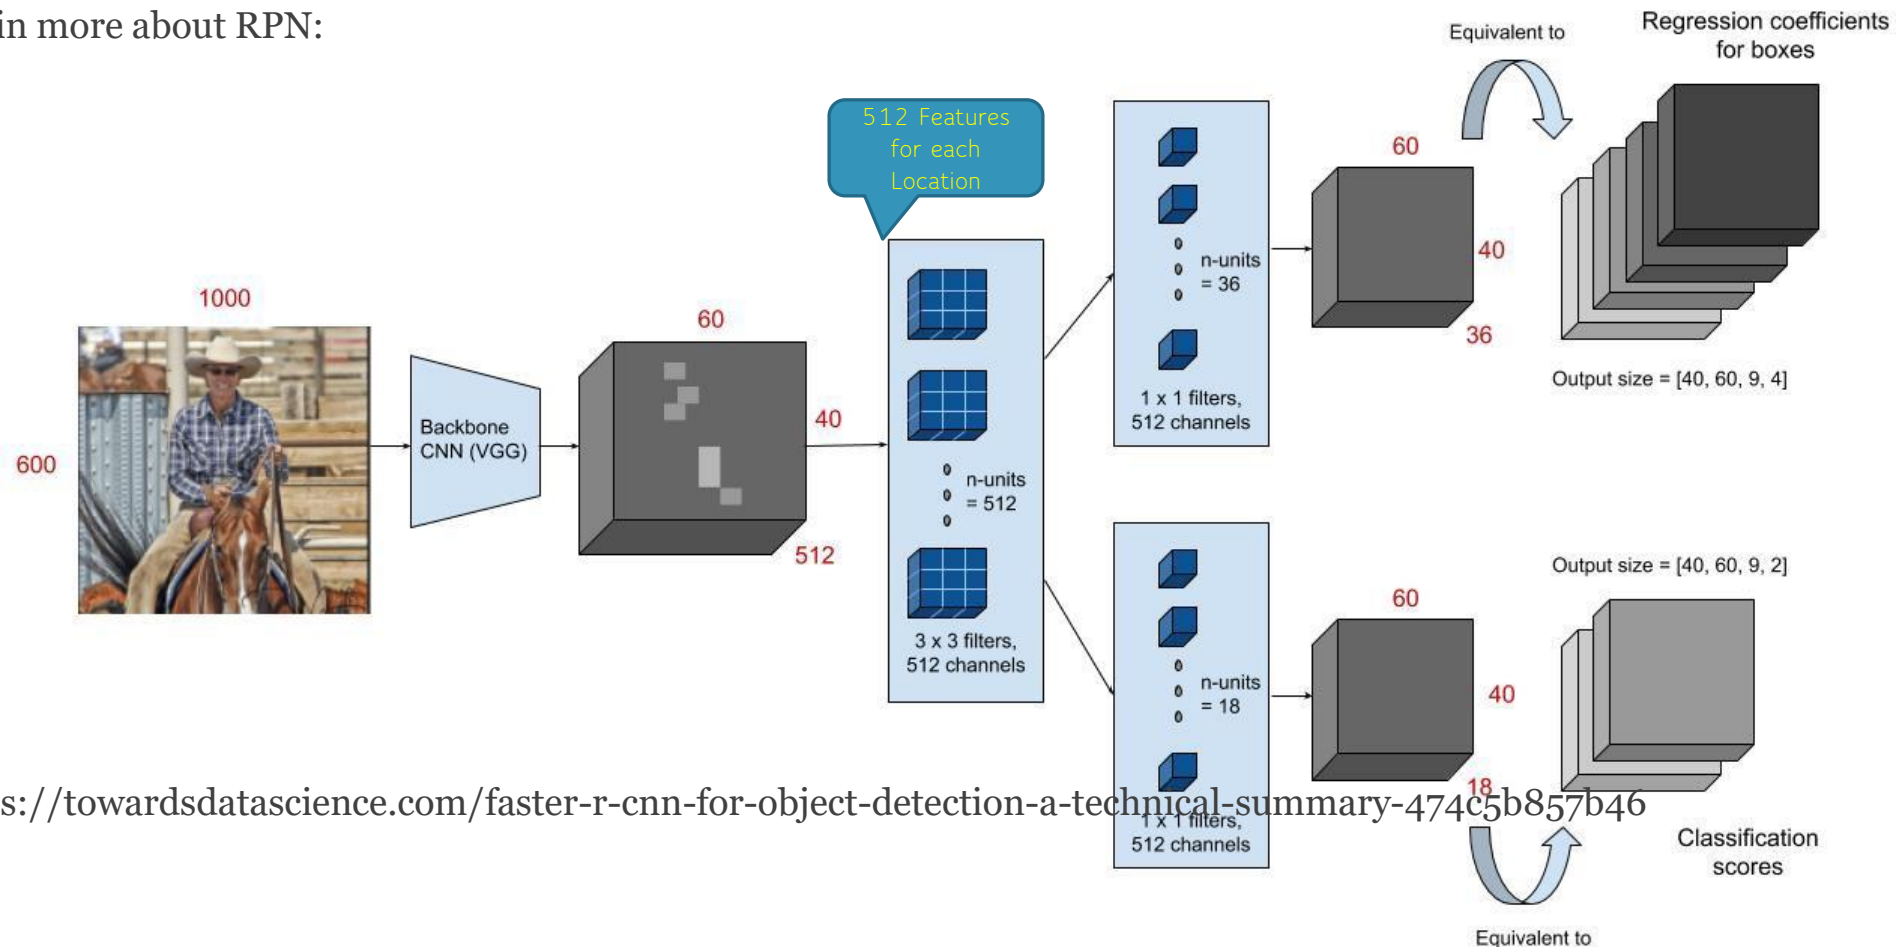 in more about RPN:
512 Features
for each
Location
1000
600
Backbone
CNN (VGG)
60
40
512
n-units
= 512
3 x 3 filters,
512 channels
n-units
= 36
1 x 1 filters,
512 channels
60
40
36
Equivalent to
Regression coefficients
for boxes
Output size = [40, 60, 9, 4]
n-units
= 18
1 x 1 filters,
512 channels
60
40
18
Output size = [40, 60, 9, 2]
s://towardsdatascience.com/faster-r-cnn-for-object-detection-a-technical-summary-474c5b857b46
Classification
scores
Equivalent to